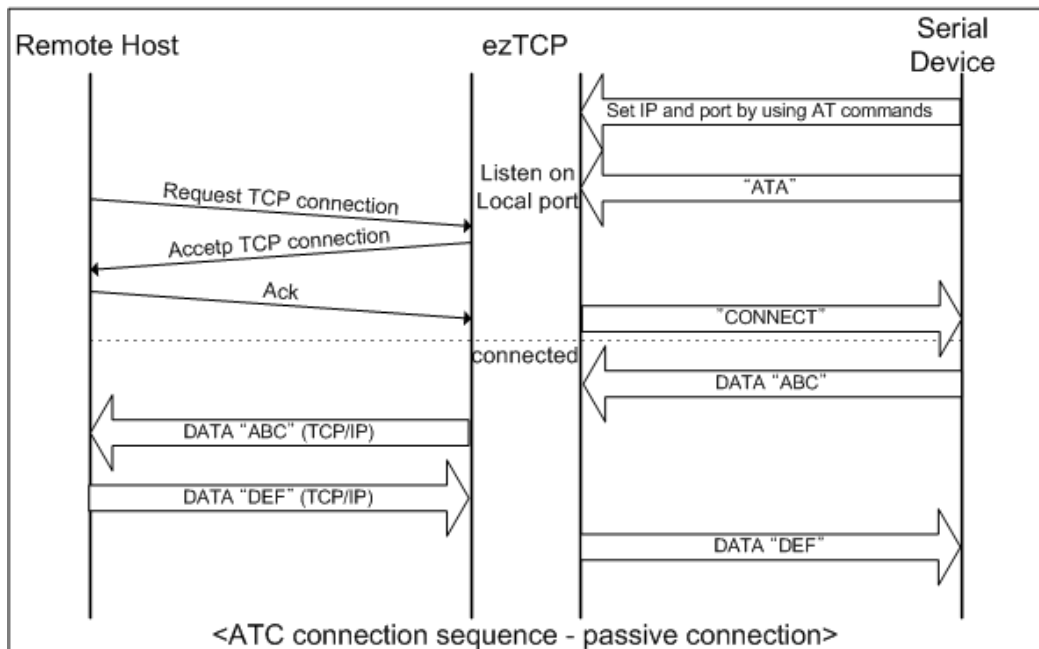 Remote Host
ezTCP
Serial
Device
Set IP and port by using AT commands
Listen on
Local port
"ATA"
Request TCP connection
Accetp TCP connection
Ack
"CONNECT"
connected
DATA "ABC"
DATA "ABC" (TCP/IP)
DATA "DEF" (TCP/IP)
DATA "DEF"
<ATC connection sequence - passive connection>